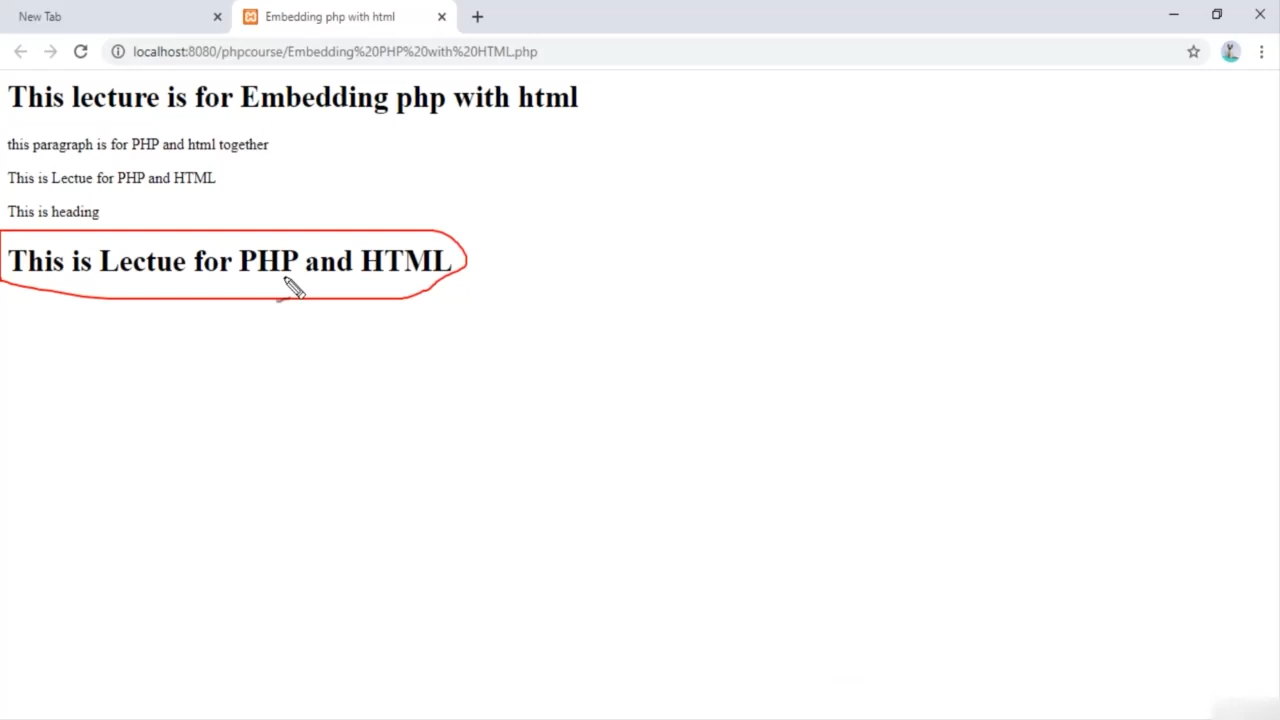 New Tab
Embedding php with html
localhost:8080/phpcourse/Embedding%20PHP%20with%20HTML.php
This lecture is for Embedding php with html
this paragraph is for PHP and html together
This is Lectue for PHP and HTML
This is heading
This is Lectue for PHP and HTML